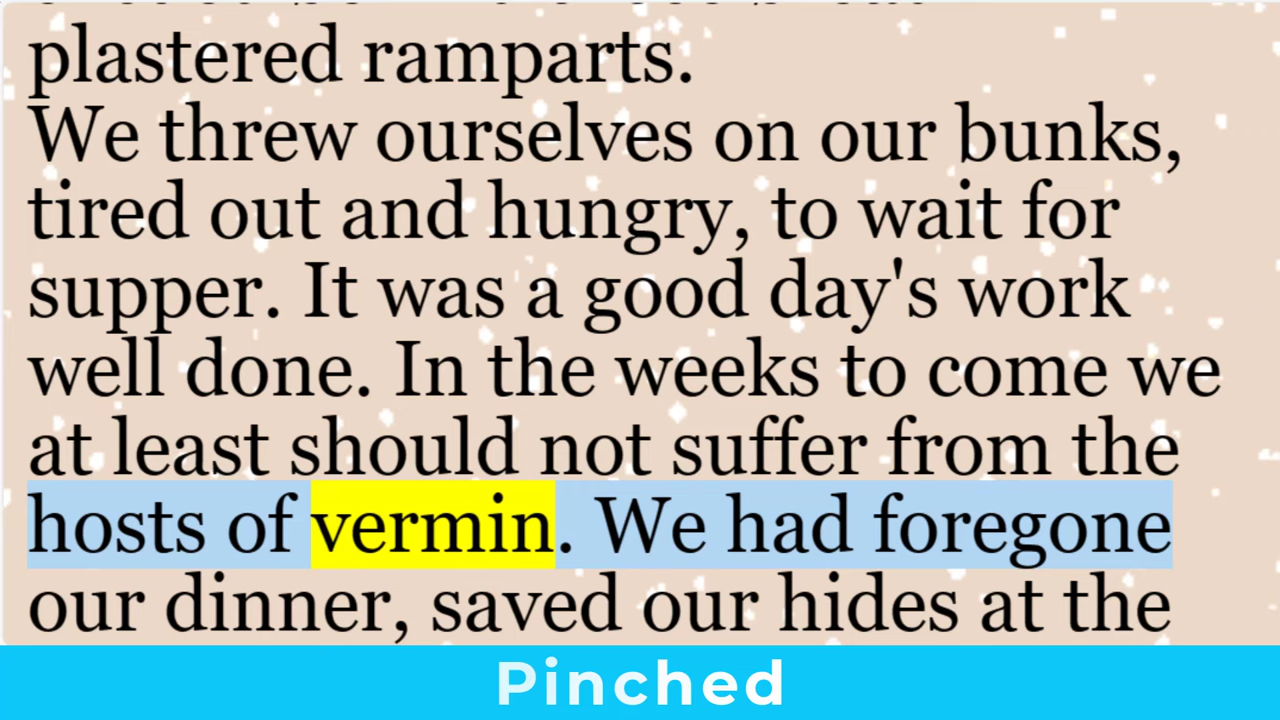 plastered ramparts.
We threw ourselves on our bunks,
tired out and hungry, to wait for
supper. It was a good day's work
well done. In the weeks to come we
at least should not suffer from the
hosts of vermin. We had foregone
our dinner, saved our hides at the
Pinched